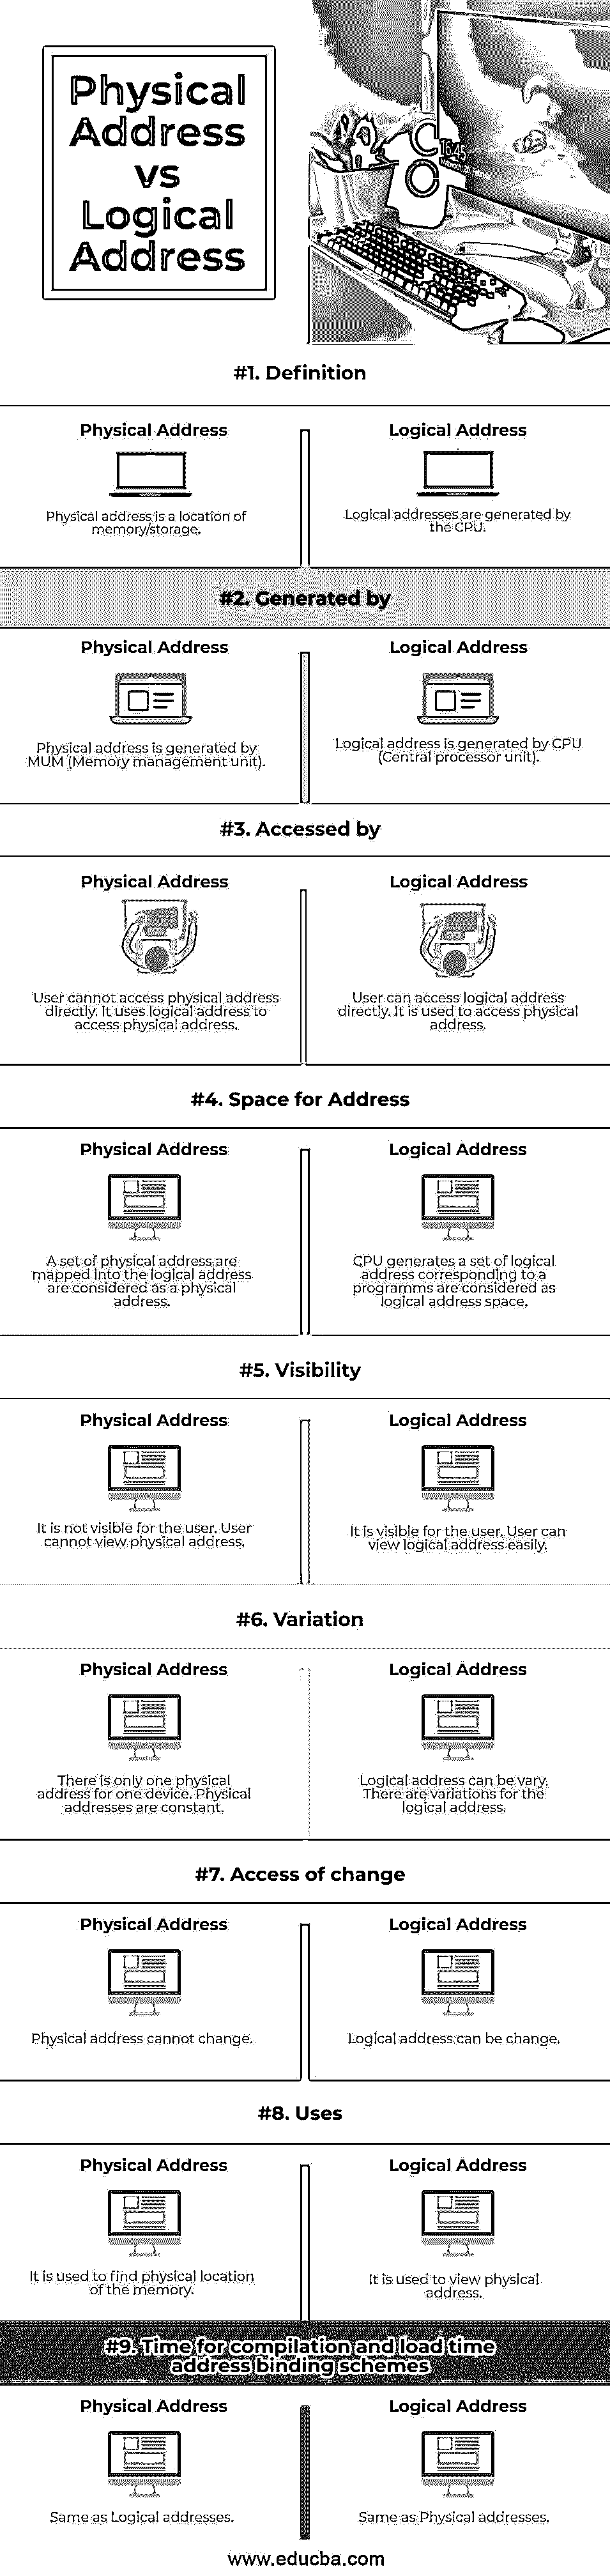 Physical
Address
vs
Logical
Address
16:45
#1. Definition
Physical Address
Physical address is a location of
memory/storage.
Logical Address
Logical addresses are generated by
the CPU.
#2. Generated by
Physical Address
Physical address is generated by
MUM (Memory management unit).
Logical Address
Logical address is generated by CPU
(Central processor unit).
#3. Accessed by
Physical Address
User cannot access physical address
directly. It uses logical address to
access physical address.
Logical Address
User can access logical address
directly. It is used to access physical
address.
#4. Space for Address
Physical Address
A set of physical address are
mapped into the logical address
are considered as a physical
address.
Logical Address
CPU generates a set of logical
address corresponding to a
programms are considered as
logical address space.
#5. Visibility
Physical Address
It is not visible for the user. User
cannot view physical address.
Logical Address
It is visible for the user. User can
view logical address easily.
#6. Variation
Physical Address
There is only one physical
address for one device. Physical
addresses are constant.
Logical Address
Logical address can be vary.
There are variations for the
logical address.
#7. Access of change
Physical Address
Physical address cannot change.
Logical Address
Logical address can be change.
#8. Uses
Physical Address
It is used to find physical location
of the memory.
Logical Address
It is used to view physical
address.
#9. Time for compilation and load time
address binding schemes
Physical Address
Same as Logical addresses.
Logical Address
Same as Physical addresses.
www.educba.com